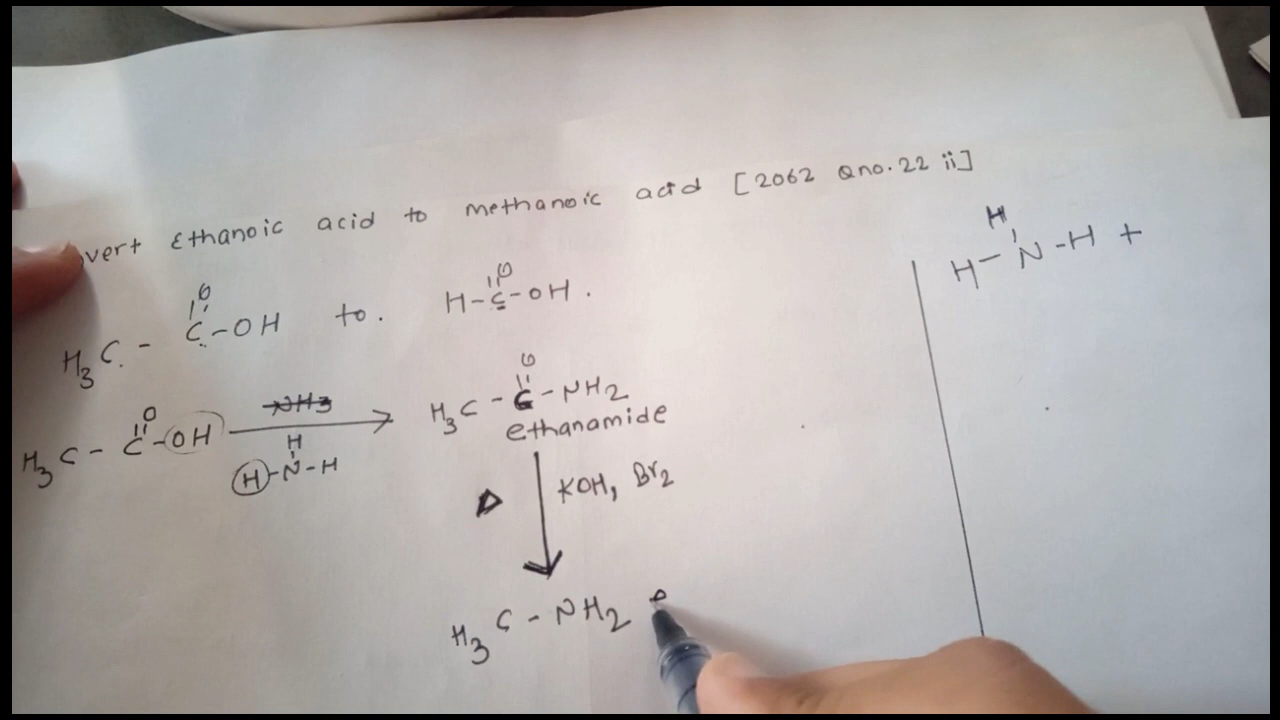 vert Ethanoic acid to methanoic acid [2062 Qno.22 ii]
O
H3C - C-OH to. H-C-OH .
O
H
H-N-H +
O
H3C - C-OH
NH3
H
H-N-H
O
H3C - C-NH2
ethanamide
Δ KOH, Br2
H3C-NH2